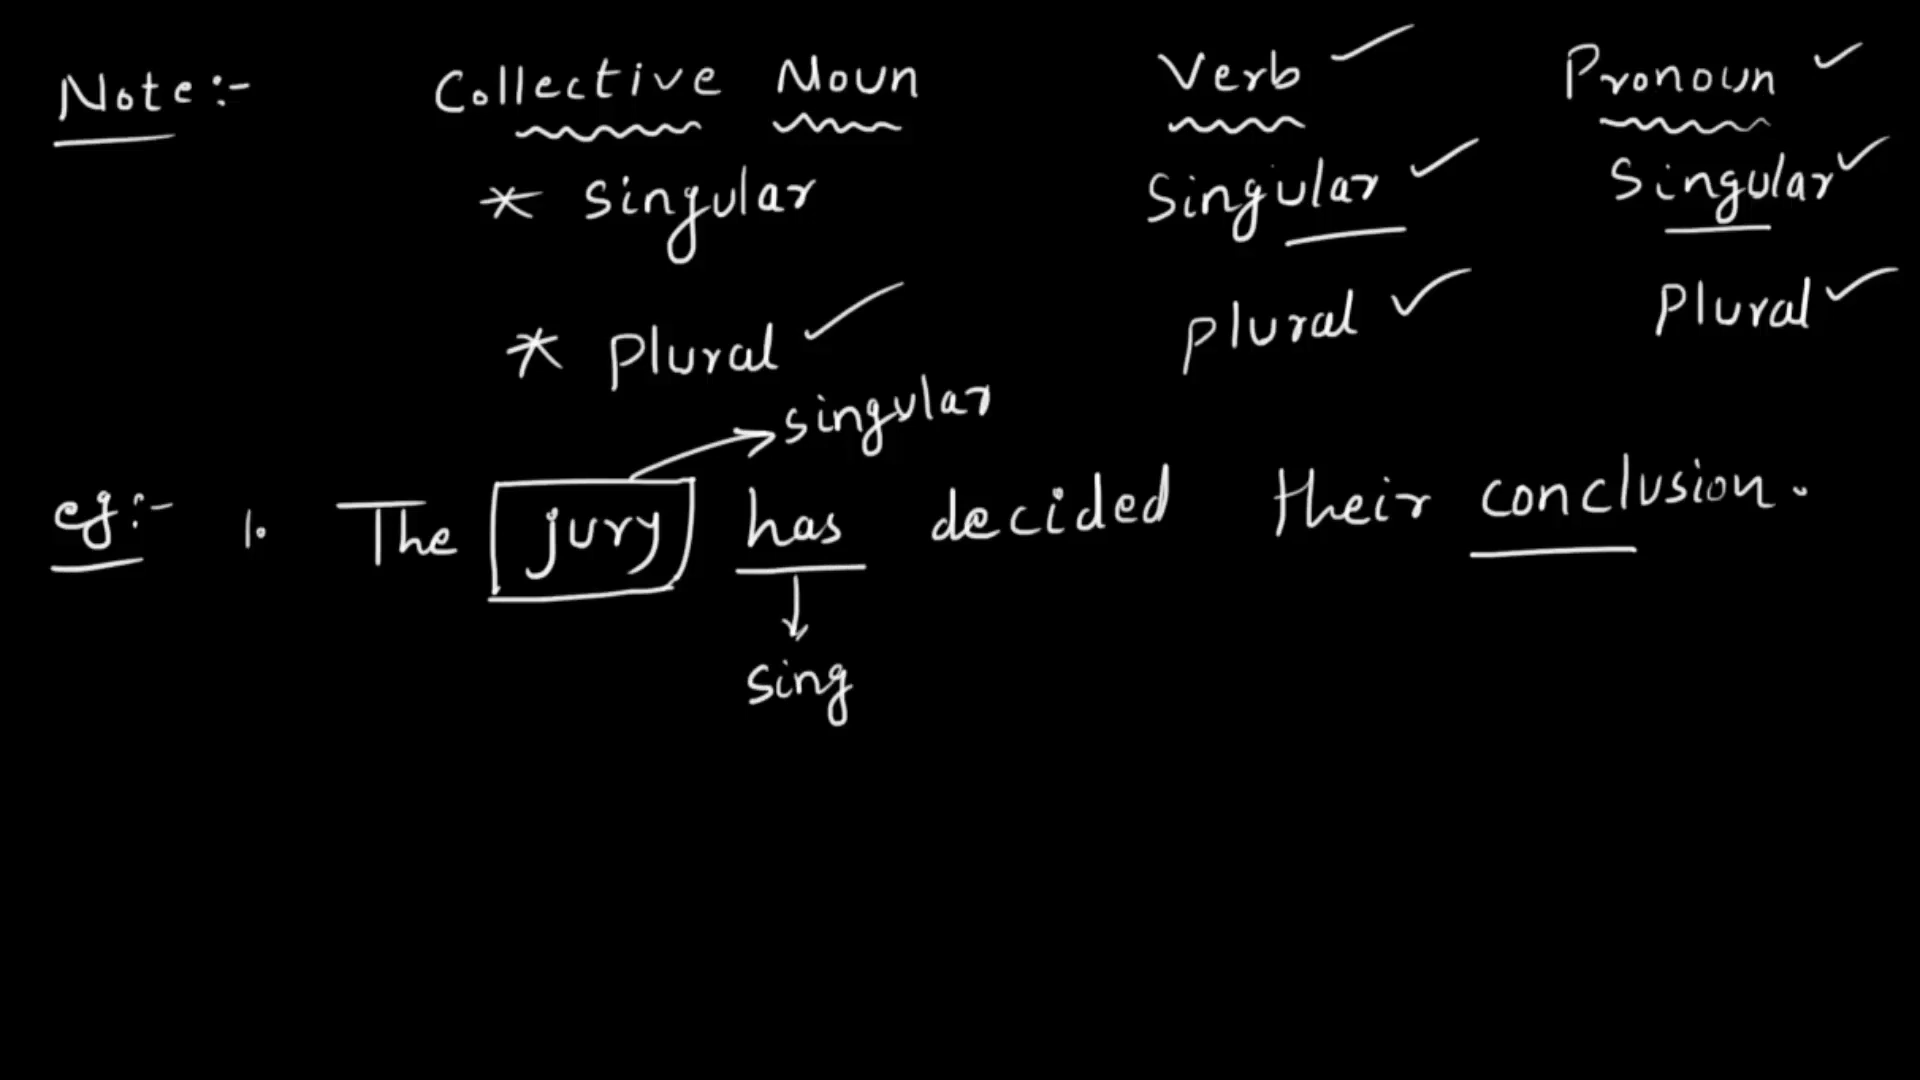 Note:- Collective Noun Verb ✓ Pronoun ✓
* Singular Singular ✓ Singular ✓
* Plural ✓ Plural ✓ Plural ✓
singular
eg:- 1. The jury has decided their conclusion.
sing